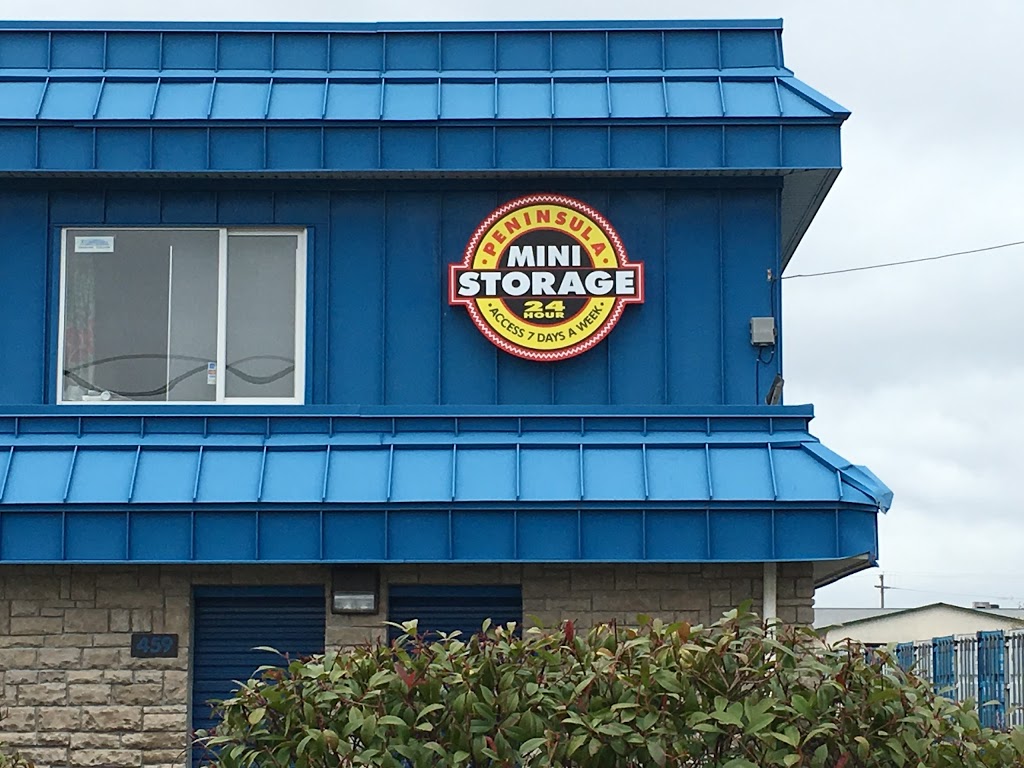 PENINSULA
MINI
STORAGE
24
HOUR
ACCESS 7 DAYS A WEEK
459